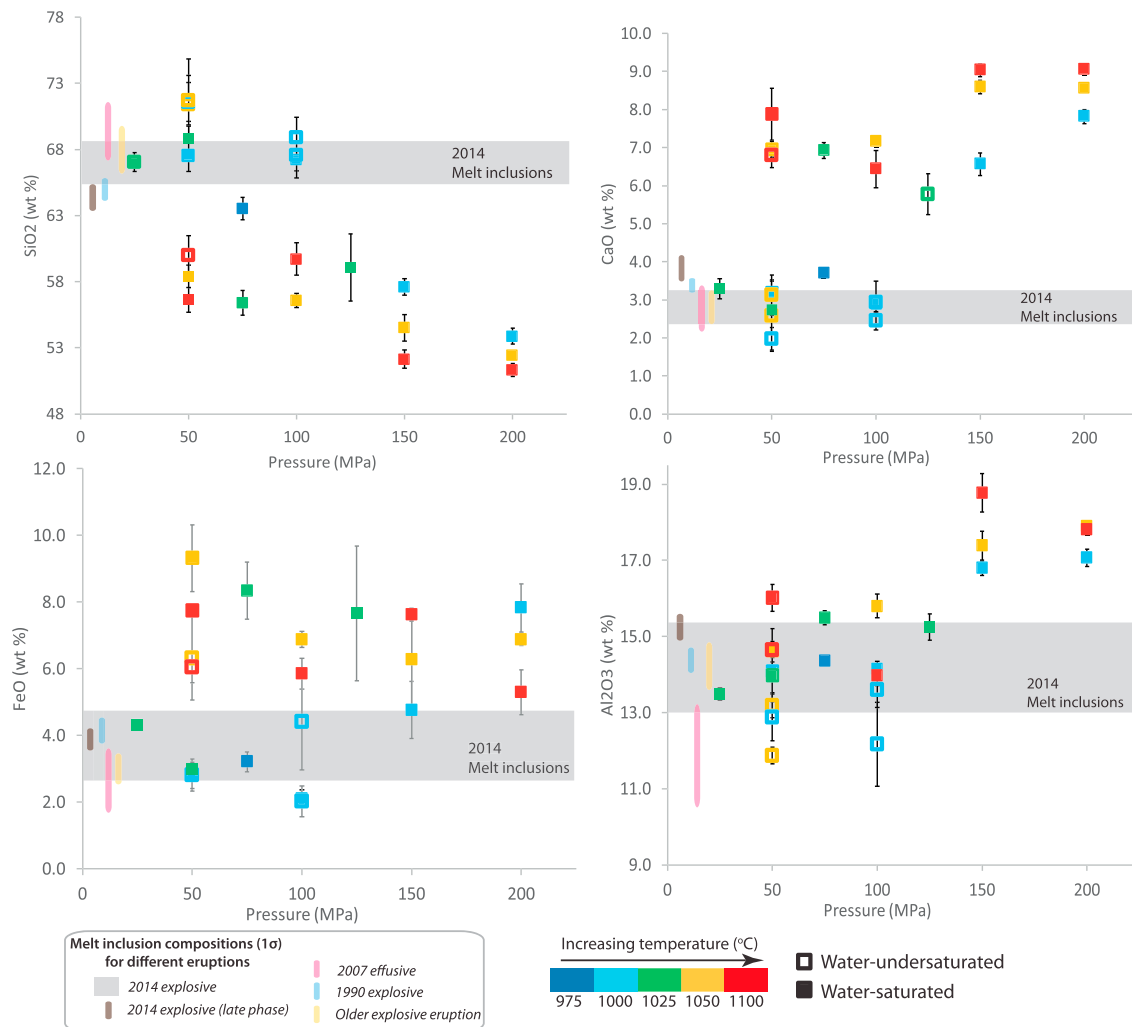 78
73
68
63
58
53
48
SiO2 (wt %)
2014
Melt inclusions
0
50
100
150
200
Pressure (MPa)
10.0
9.0
8.0
7.0
6.0
5.0
4.0
3.0
2.0
1.0
0.0
CaO (wt %)
2014
Melt inclusions
0
50
100
150
200
Pressure (MPa)
12.0
10.0
8.0
6.0
4.0
2.0
0.0
FeO (wt %)
2014
Melt inclusions
0
50
100
150
200
Pressure (MPa)
19.0
17.0
15.0
13.0
11.0
9.0
Al2O3 (wt %)
2014
Melt inclusions
0
50
100
150
200
Pressure (MPa)
Melt inclusion compositions (1σ)
for different eruptions
2014 explosive
2014 explosive (late phase)
2007 effusive
1990 explosive
Older explosive eruption
Increasing temperature (°C)
975 1000 1025 1050 1100
Water-undersaturated
Water-saturated